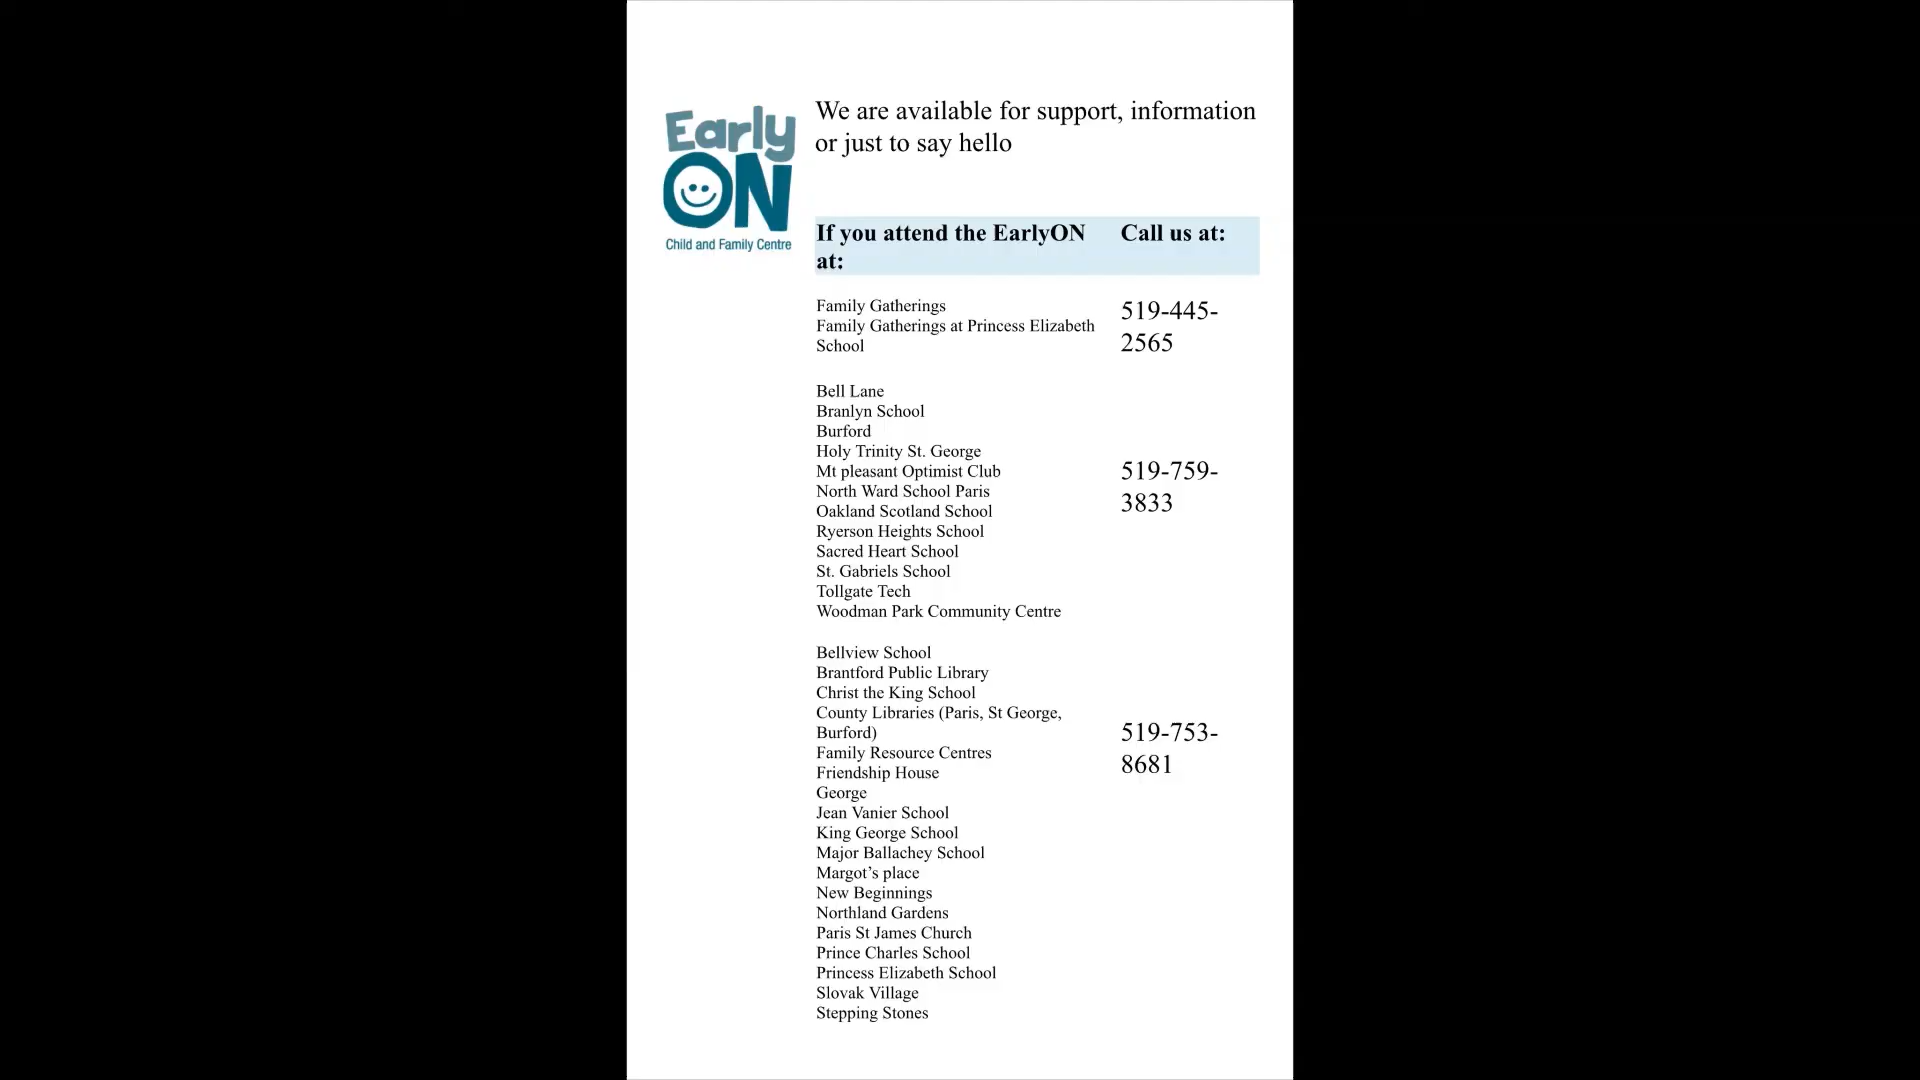 Early
ON
Child and Family Centre
We are available for support, information
or just to say hello
If you attend the EarlyON
at:
Call us at:
Family Gatherings
Family Gatherings at Princess Elizabeth
School
519-445-
2565
Bell Lane
Branlyn School
Burford
Holy Trinity St. George
Mt pleasant Optimist Club
North Ward School Paris
Oakland Scotland School
Ryerson Heights School
Sacred Heart School
St. Gabriels School
Tollgate Tech
Woodman Park Community Centre
519-759-
3833
Bellview School
Brantford Public Library
Christ the King School
County Libraries (Paris, St George,
Burford)
Family Resource Centres
Friendship House
George
Jean Vanier School
King George School
Major Ballachey School
Margot’s place
New Beginnings
Northland Gardens
Paris St James Church
Prince Charles School
Princess Elizabeth School
Slovak Village
Stepping Stones
519-753-
8681